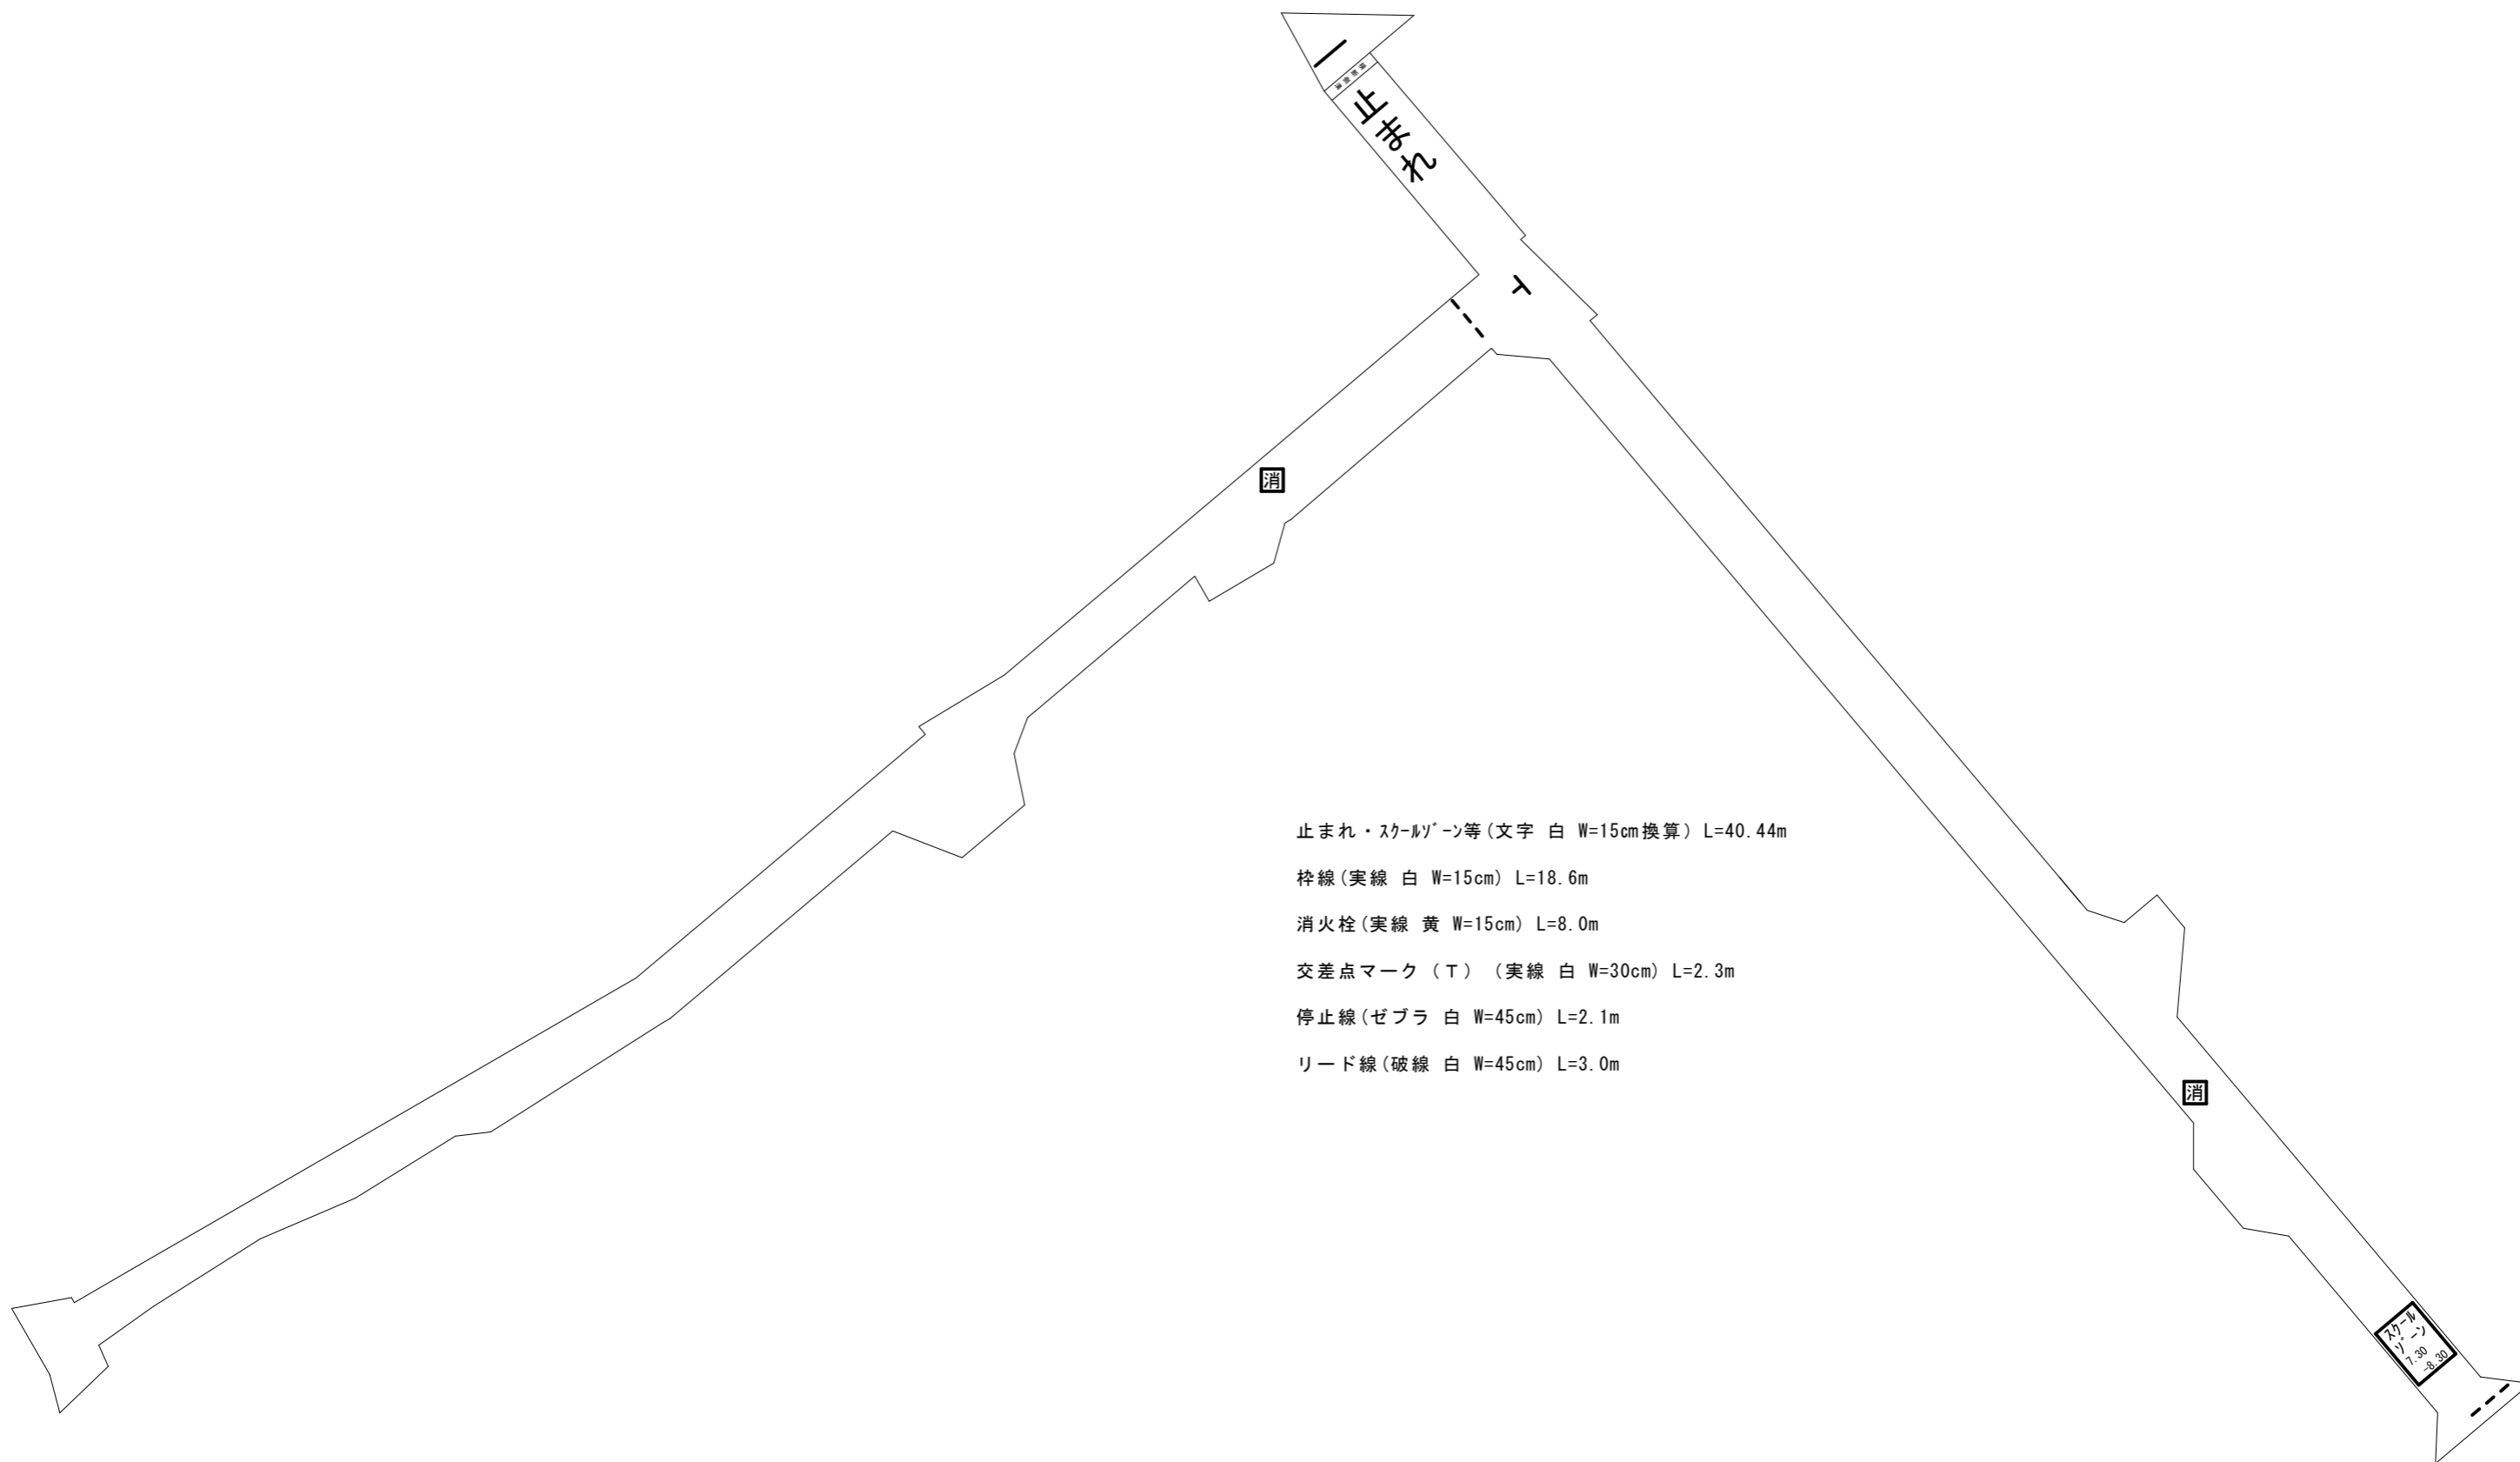 止まれ
消
止まれ・ｽｸｰﾙｿﾞｰﾝ等(文字 白 W=15cm換算) L=40.44m
枠線(実線 白 W=15cm) L=18.6m
消火栓(実線 黄 W=15cm) L=8.0m
交差点マーク（Ｔ）（実線 白 W=30cm) L=2.3m
停止線(ゼブラ 白 W=45cm) L=2.1m
リード線(破線 白 W=45cm) L=3.0m
消
ｽｸｰﾙ
ｿﾞｰﾝ
7.30
-8.30